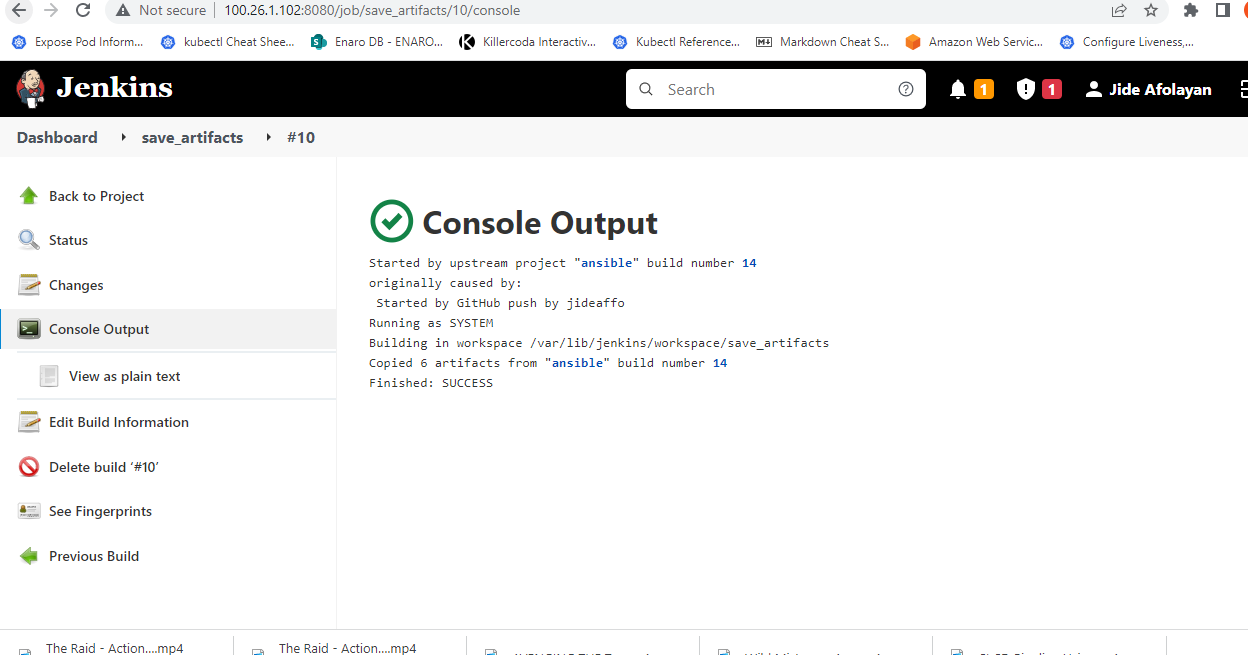 Not secure | 100.26.1.102:8080/job/save_artifacts/10/console
Expose Pod Inform... kubectl Cheat Shee... Enaro DB - ENARO... Killercoda Interactiv... Kubectl Reference... Markdown Cheat S... Amazon Web Servic... Configure Liveness,...
Jenkins Search 1 1 Jide Afolayan
Dashboard save_artifacts #10
Back to Project
Status
Changes
Console Output
View as plain text
Edit Build Information
Delete build ‘#10’
See Fingerprints
Previous Build
Console Output
Started by upstream project "ansible" build number 14
originally caused by:
Started by GitHub push by jideaffo
Running as SYSTEM
Building in workspace /var/lib/jenkins/workspace/save_artifacts
Copied 6 artifacts from "ansible" build number 14
Finished: SUCCESS
The Raid - Action....mp4 The Raid - Action....mp4